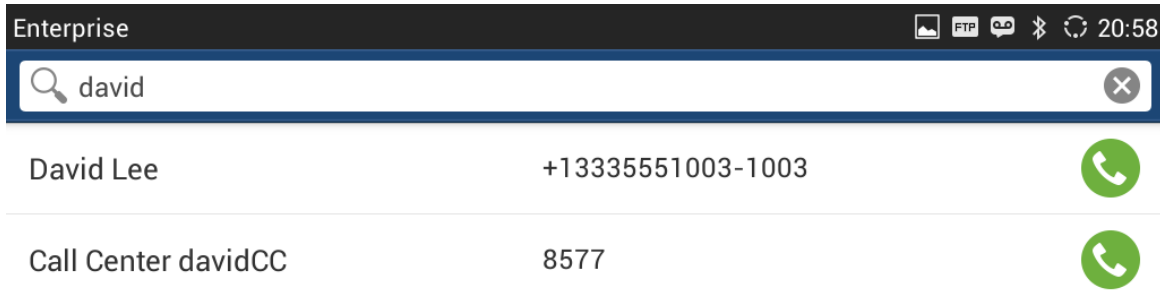 Enterprise FTP 20:58
david
David Lee +13335551003-1003
Call Center davidCC 8577